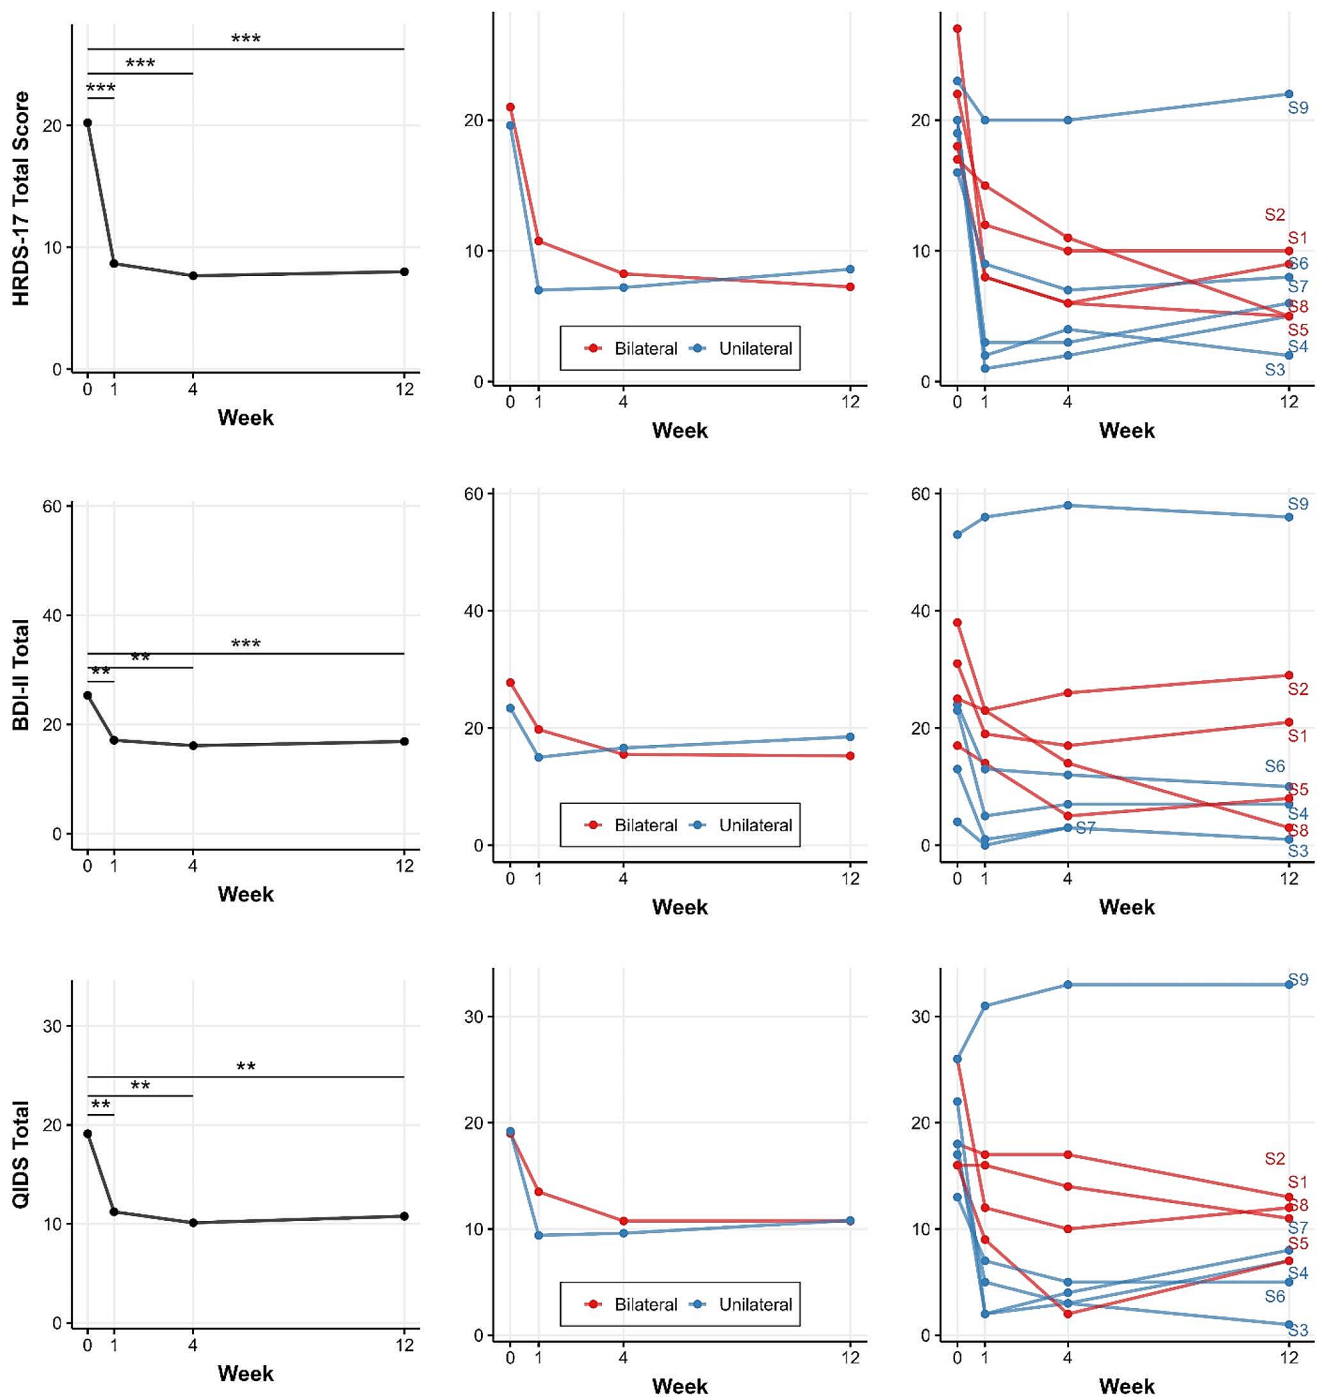 HRDS-17 Total Score
20
10
0
***
***
***
0 1 4 12
Week
20
10
0
Bilateral Unilateral
0 1 4 12
Week
20
10
0
S9
S2
S1
S6
S7
S8
S5
S4
S3
0 1 4 12
Week
BDI-II Total
60
40
20
0
***
**
**
0 1 4 12
Week
60
40
20
0
Bilateral Unilateral
0 1 4 12
Week
60
40
20
0
S9
S2
S1
S6
S5
S4
S7
S8
S3
0 1 4 12
Week
QIDS Total
30
20
10
0
**
**
**
0 1 4 12
Week
30
20
10
0
Bilateral Unilateral
0 1 4 12
Week
30
20
10
0
S9
S2
S1
S8
S7
S5
S4
S6
S3
0 1 4 12
Week